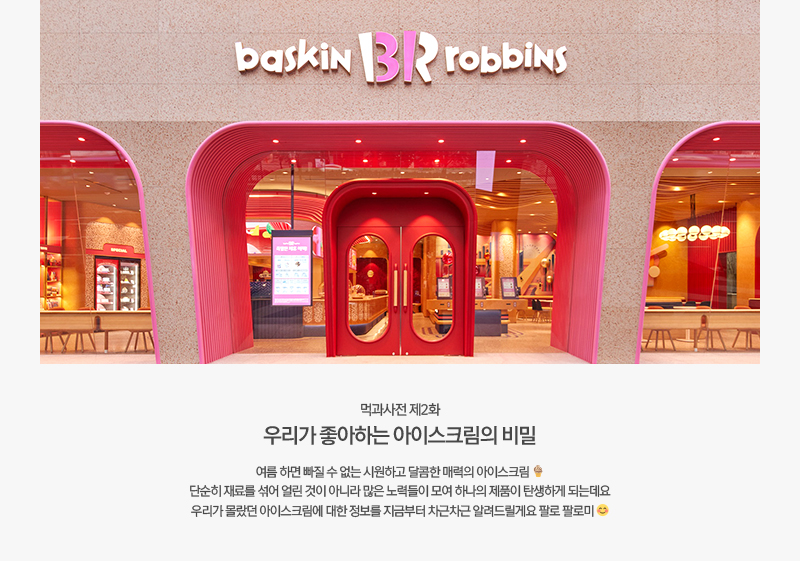 baskin BR robbins
먹과사전 제2화
우리가 좋아하는 아이스크림의 비밀
여름 하면 빠질 수 없는 시원하고 달콤한 매력의 아이스크림 🍦
단순히 재료를 섞어 얼린 것이 아니라 많은 노력들이 모여 하나의 제품이 탄생하게 되는데요
우리가 몰랐던 아이스크림에 대한 정보를 지금부터 차근차근 알려드릴게요 팔로 팔로미 😊